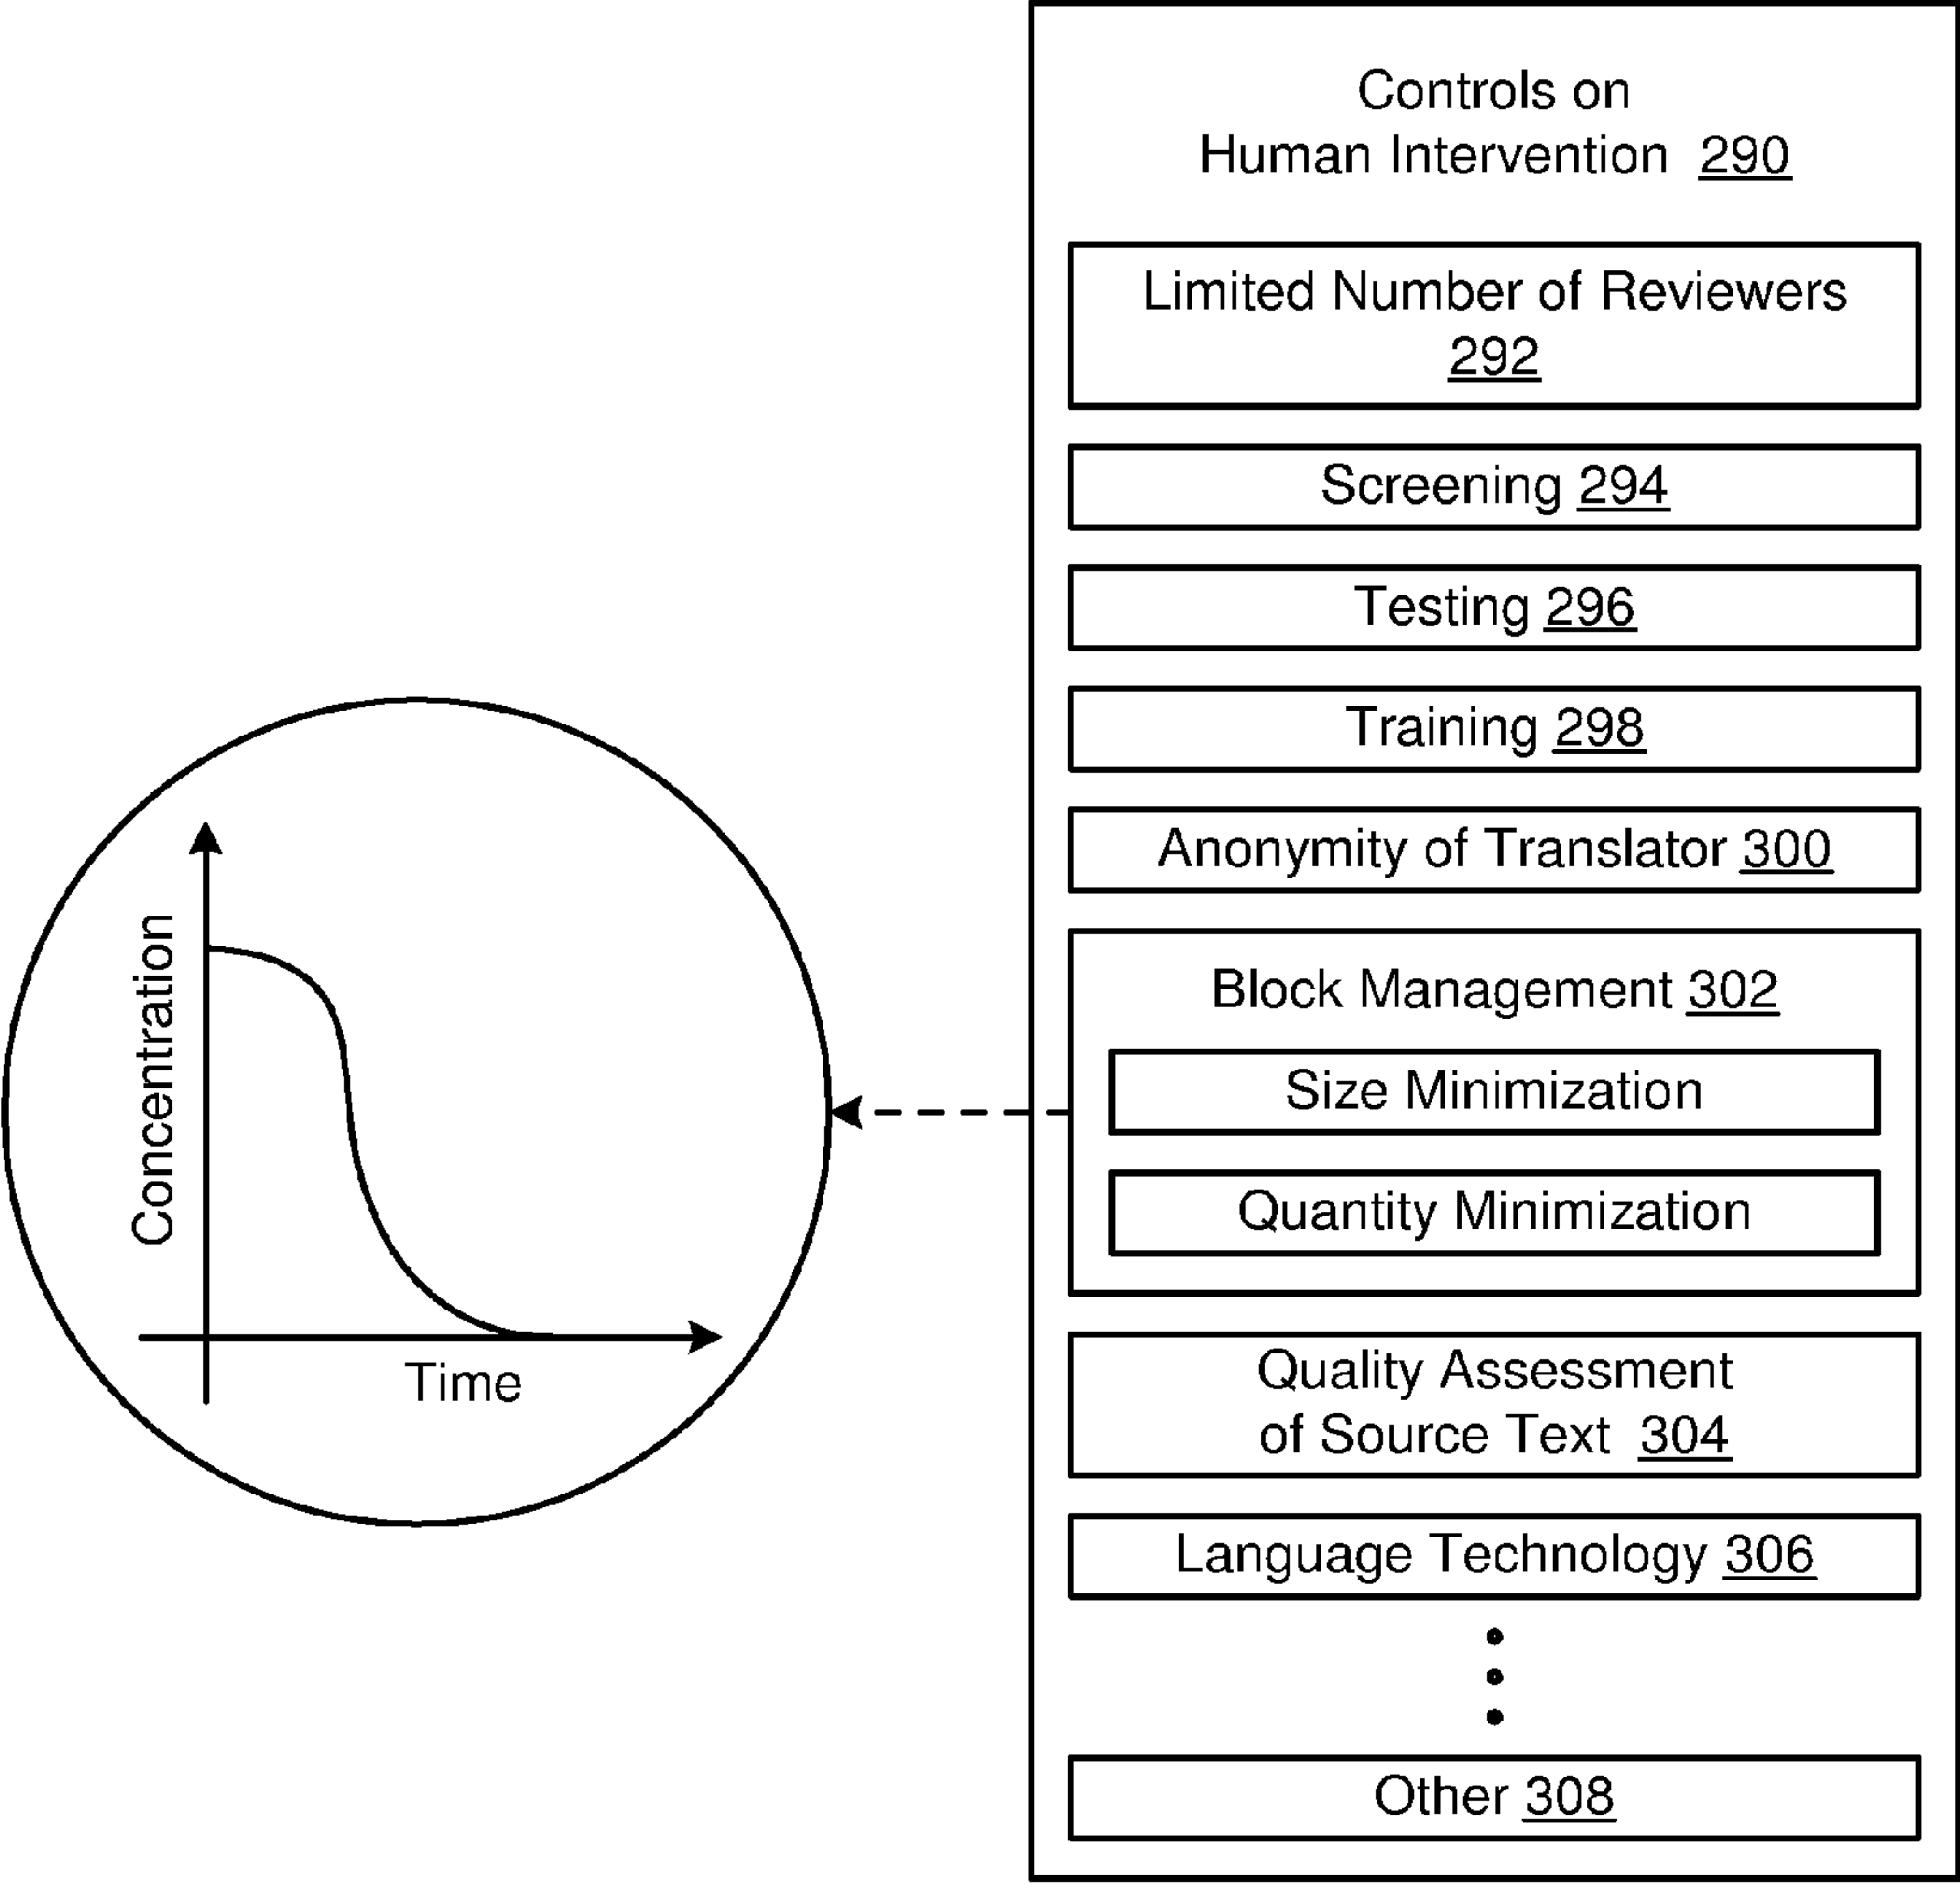 Controls on
Human Intervention 290
Limited Number of Reviewers
292
Screening 294
Testing 296
Training 298
Anonymity of Translator 300
Block Management 302
Size Minimization
Quantity Minimization
Quality Assessment
of Source Text 304
Language Technology 306
Other 308
Concentration
Time